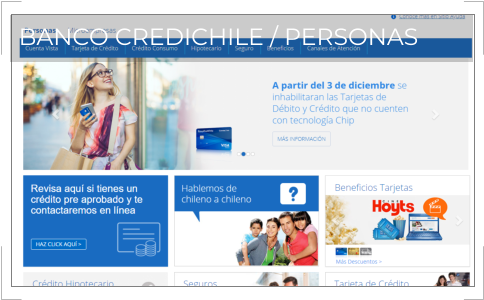 Conoce más en Sitio Ayuda
BANCO CREDICHILE / PERSONAS
Personas
Cuenta Vista Tarjeta de Crédito Crédito Consumo Hipotecario Seguro Beneficios Canales de Atención
A partir del 3 de diciembre se
inhabilitaran las Tarjetas de
Débito y Crédito que no cuenten
con tecnología Chip
MÁS INFORMACIÓN
Revisa aquí si tienes un
crédito pre aprobado y te
contactaremos en línea
HAZ CLICK AQUÍ >
Hablemos de
chileno a chileno
?
Beneficios Tarjetas
Hoyts
Más Descuentos >
Crédito Hipotecario
Seguros
Tarjeta de Crédito